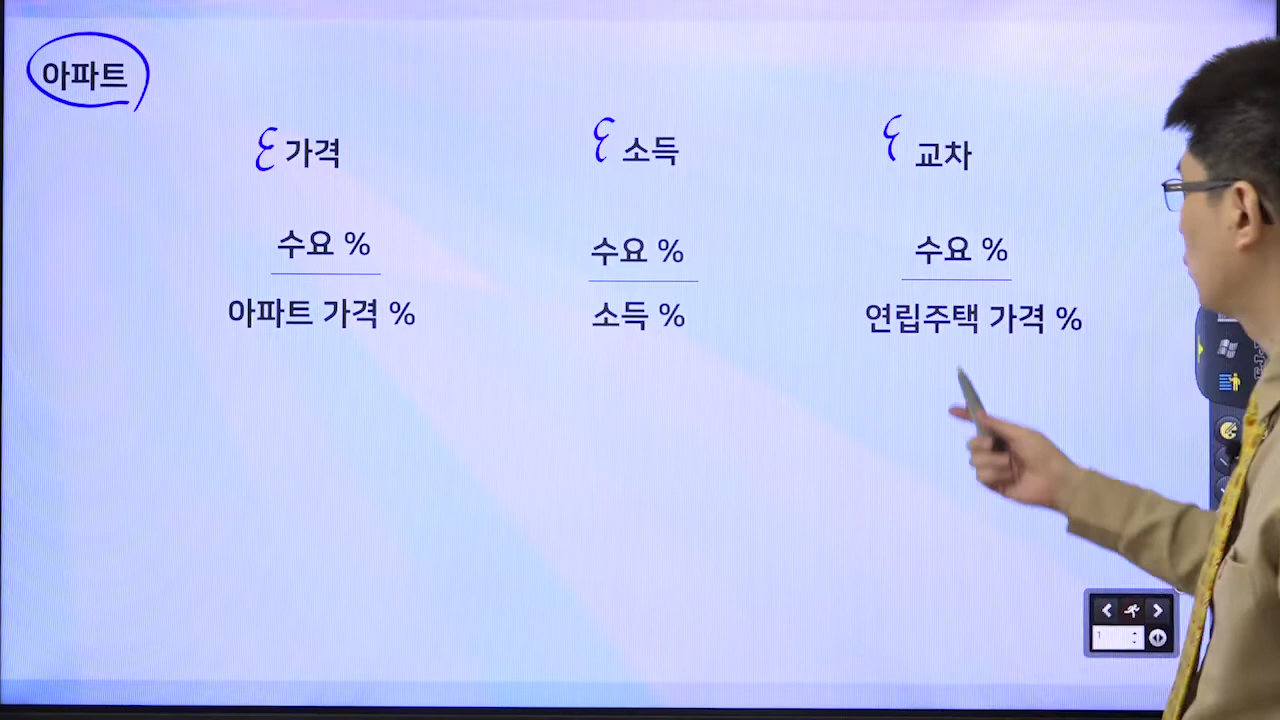 아파트
ε 가격
ε 소득
ε 교차
수요 %
아파트 가격 %
수요 %
소득 %
수요 %
연립주택 가격 %
1